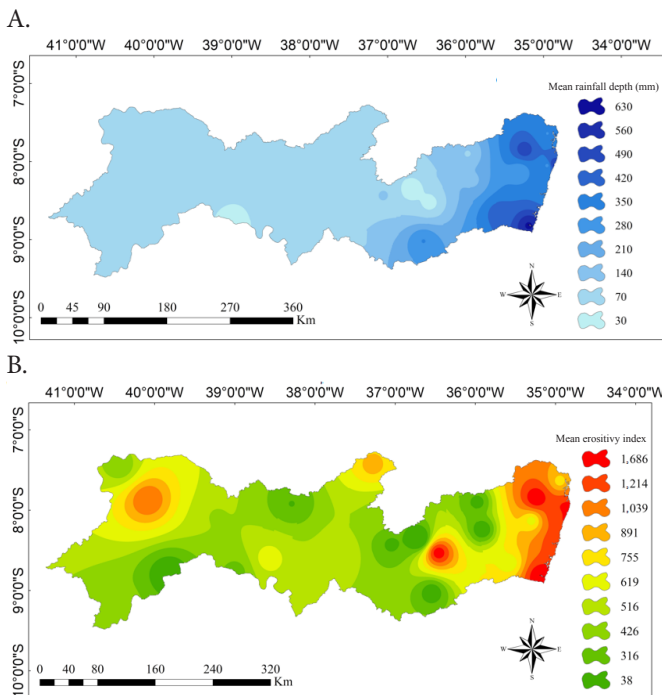 A.
41°0'0"W 40°0'0"W 39°0'0"W 38°0'0"W 37°0'0"W 36°0'0"W 35°0'0"W 34°0'0"W
7°0'0"S
8°0'0"S
9°0'0"S
10°0'0"S
Mean rainfall depth (mm)
630
560
490
420
350
280
210
140
70
30
N
W E
S
0 45 90 180 270 360
Km
B.
41°0'0"W 40°0'0"W 39°0'0"W 38°0'0"W 37°0'0"W 36°0'0"W 35°0'0"W 34°0'0"W
7°0'0"S
8°0'0"S
9°0'0"S
10°0'0"S
Mean erositivy index
1,686
1,214
1,039
891
755
619
516
426
316
38
N
W E
S
0 20 40 80 160 240 320
Km